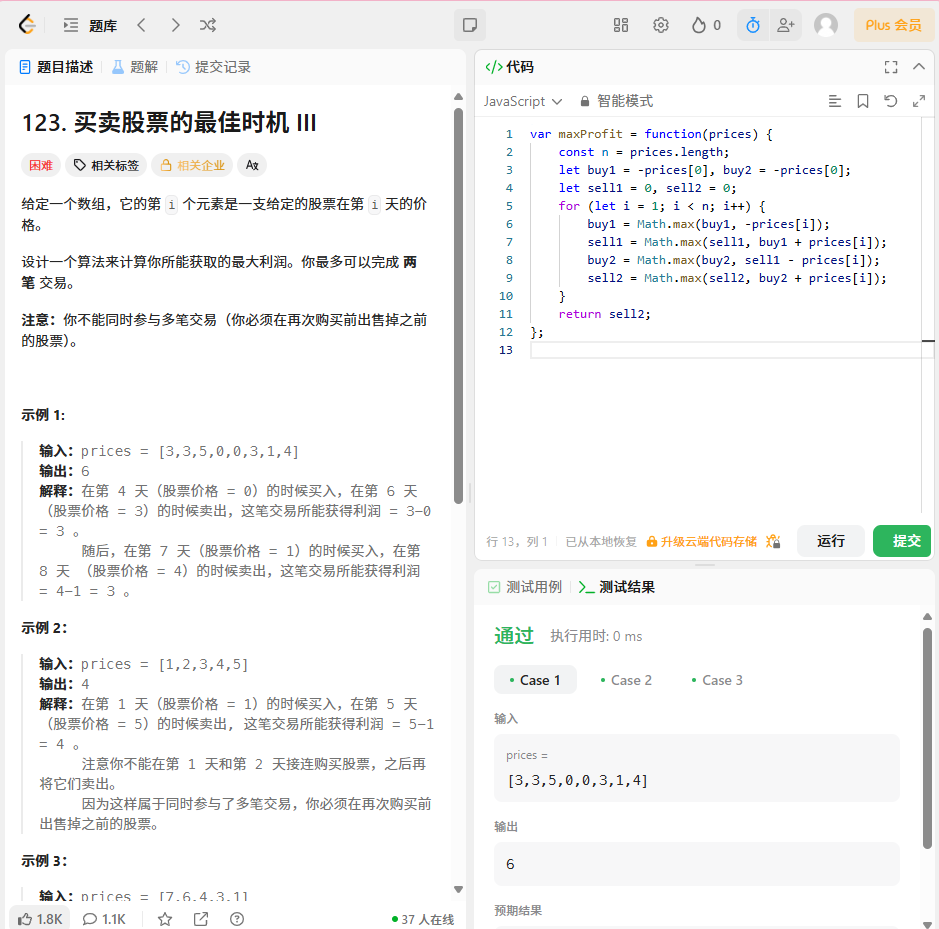 题库
0
Plus 会员
题目描述
题解
提交记录
123. 买卖股票的最佳时机 III
困难
相关标签
相关企业
给定一个数组，它的第 i 个元素是一支给定的股票在第 i 天的价
格。
设计一个算法来计算你所能获取的最大利润。你最多可以完成 两
笔 交易。
注意：你不能同时参与多笔交易（你必须在再次购买前出售掉之前
的股票）。
示例 1:
输入：prices = [3,3,5,0,0,3,1,4]
输出：6
解释：在第 4 天（股票价格 = 0）的时候买入，在第 6 天
（股票价格 = 3）的时候卖出，这笔交易所能获得利润 = 3-0
= 3 。
随后，在第 7 天（股票价格 = 1）的时候买入，在第
8 天 （股票价格 = 4）的时候卖出，这笔交易所能获得利润
= 4-1 = 3 。
示例 2：
输入：prices = [1,2,3,4,5]
输出：4
解释：在第 1 天（股票价格 = 1）的时候买入，在第 5 天
（股票价格 = 5）的时候卖出, 这笔交易所能获得利润 = 5-1
= 4 。
注意你不能在第 1 天和第 2 天接连购买股票，之后再
将它们卖出。
因为这样属于同时参与了多笔交易，你必须在再次购买前
出售掉之前的股票。
示例 3：
输入：prices = [7,6,4,3,1]
1.8K
1.1K
37 人在线
</> 代码
JavaScript
智能模式
1 var maxProfit = function(prices) {
2 const n = prices.length;
3 let buy1 = -prices[0], buy2 = -prices[0];
4 let sell1 = 0, sell2 = 0;
5 for (let i = 1; i < n; i++) {
6 buy1 = Math.max(buy1, -prices[i]);
7 sell1 = Math.max(sell1, buy1 + prices[i]);
8 buy2 = Math.max(buy2, sell1 - prices[i]);
9 sell2 = Math.max(sell2, buy2 + prices[i]);
10 }
11 return sell2;
12 };
13
行 13，列 1
已从本地恢复
升级云端代码存储
运行
提交
测试用例
测试结果
通过
执行用时: 0 ms
Case 1
Case 2
Case 3
输入
prices =
[3,3,5,0,0,3,1,4]
输出
6
预期结果